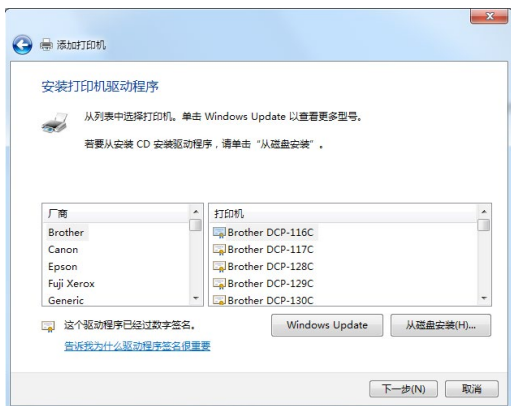 添加打印机
安装打印机驱动程序
从列表中选择打印机。单击 Windows Update 以查看更多型号。
若要从安装 CD 安装驱动程序，请单击“从磁盘安装”。
厂商
Brother
Canon
Epson
Fuji Xerox
Generic
打印机
Brother DCP-116C
Brother DCP-117C
Brother DCP-128C
Brother DCP-129C
Brother DCP-130C
这个驱动程序已经过数字签名。
告诉我为什么驱动程序签名很重要
Windows Update
从磁盘安装(H)...
下一步(N)
取消